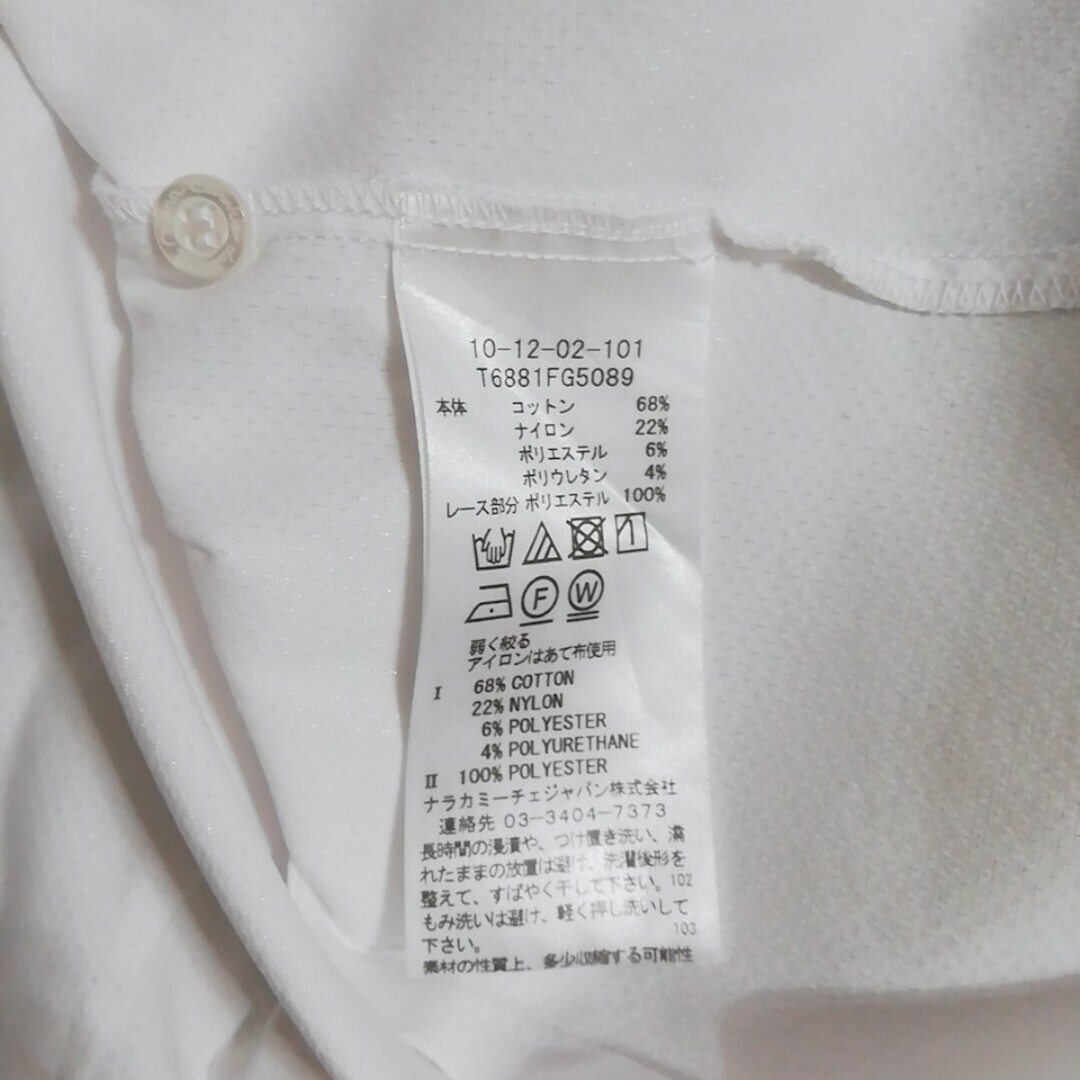 10-12-02-101
T6881FG5089
本体 コットン 68%
ナイロン 22%
ポリエステル 6%
ポリウレタン 4%
レース部分 ポリエステル 100%
F W
弱く絞る
アイロンはあて布使用
I 68% COTTON
22% NYLON
6% POLYESTER
4% POLYURETHANE
II 100% POLYESTER
ナラカミーチェジャパン株式会社
連絡先 03-3404-7373
長時間の浸漬や、つけ置き洗い、濡
れたままの放置は避け、洗濯後形を
整えて、すばやく干して下さい。102
もみ洗いは避け、軽く押し洗いして
下さい。 103
素材の性質上、多少収縮する可能性